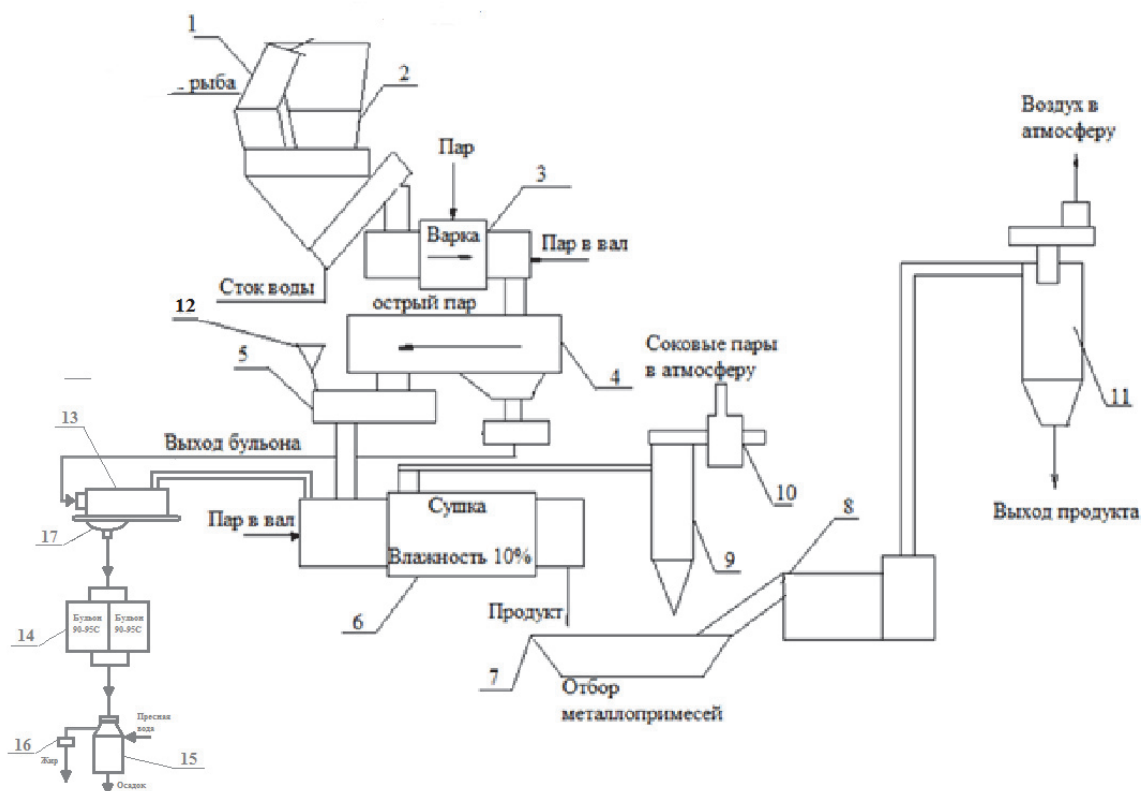 1
рыба
2
Пар
3
Варка
Пар в вал
Сток воды
острый пар
12
5
4
Воздух в
атмосферу
11
Выход продукта
Соковые пары
в атмосферу
10
9
8
13
Выход бульона
17
Пар в вал
Сушка
Влажность 10%
6
Продукт
7
Отбор
металлопримесей
14
Бульон
90-95С
Бульон
90-95С
Пресная
вода
16
15
Жир
Осадок